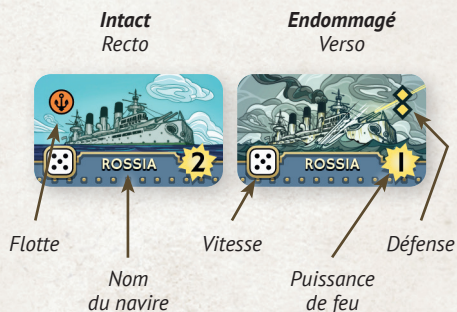 Intact
Recto
Endommagé
Verso
ROSSIA 2
ROSSIA 1
Flotte
Vitesse
Défense
Nom
du navire
Puissance
de feu